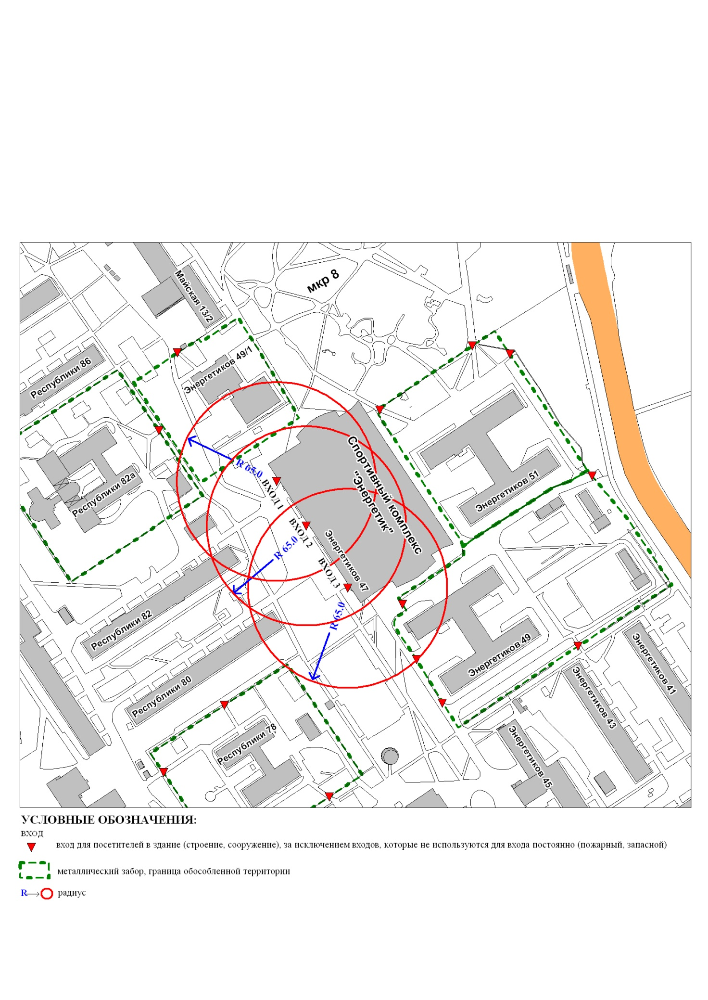 мкр 8
Майская 13/2
Энергетиков 49/1
Республики 86
Республики 82а
R 65.0
ВХОД 1
Спортивный комплекс
"Энергетик"
Энергетиков 51
ВХОД 2
R 65.0
Энергетиков 47
ВХОД 3
R 65.0
Республики 82
Энергетиков 49
Энергетиков 41
Республики 80
Энергетиков 43
Республики 78
Энергетиков 45
УСЛОВНЫЕ ОБОЗНАЧЕНИЯ:
ВХОД
вход для посетителей в здание (строение, сооружение), за исключением входов, которые не используются для входа постоянно (пожарный, запасной)
металлический забор, граница обособленной территории
R
радиус